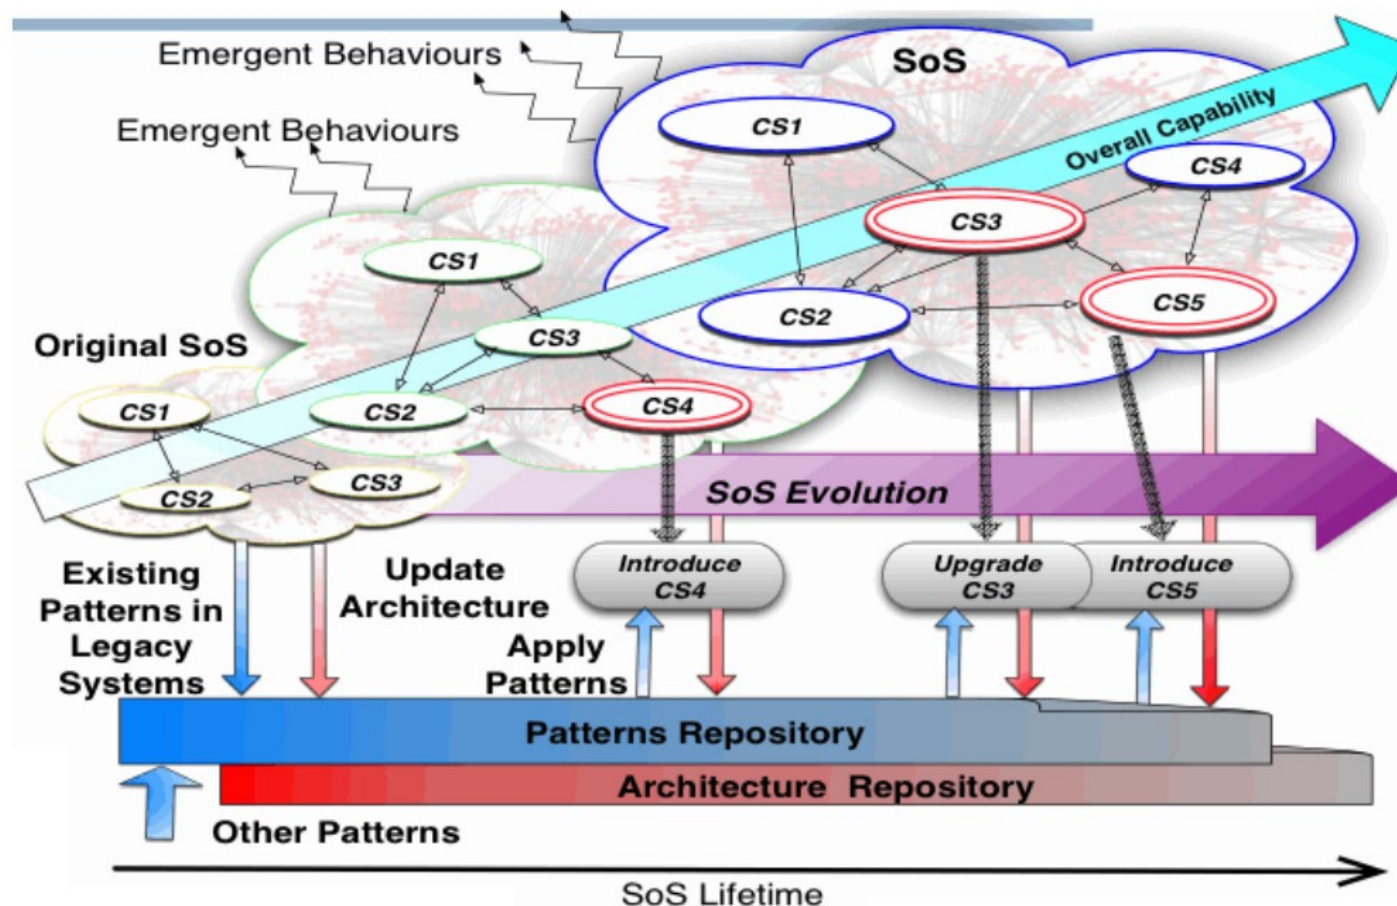 Emergent Behaviours
SoS
CS1
Overall Capability
Emergent Behaviours
CS4
CS3
CS1
CS5
CS2
CS3
Original SoS
CS1
CS2
CS4
CS3
CS2
SoS Evolution
Existing
Patterns in
Legacy
Systems
Update
Architecture
Introduce
CS4
Upgrade
CS3
Introduce
CS5
Apply
Patterns
Patterns Repository
Architecture Repository
Other Patterns
SoS Lifetime